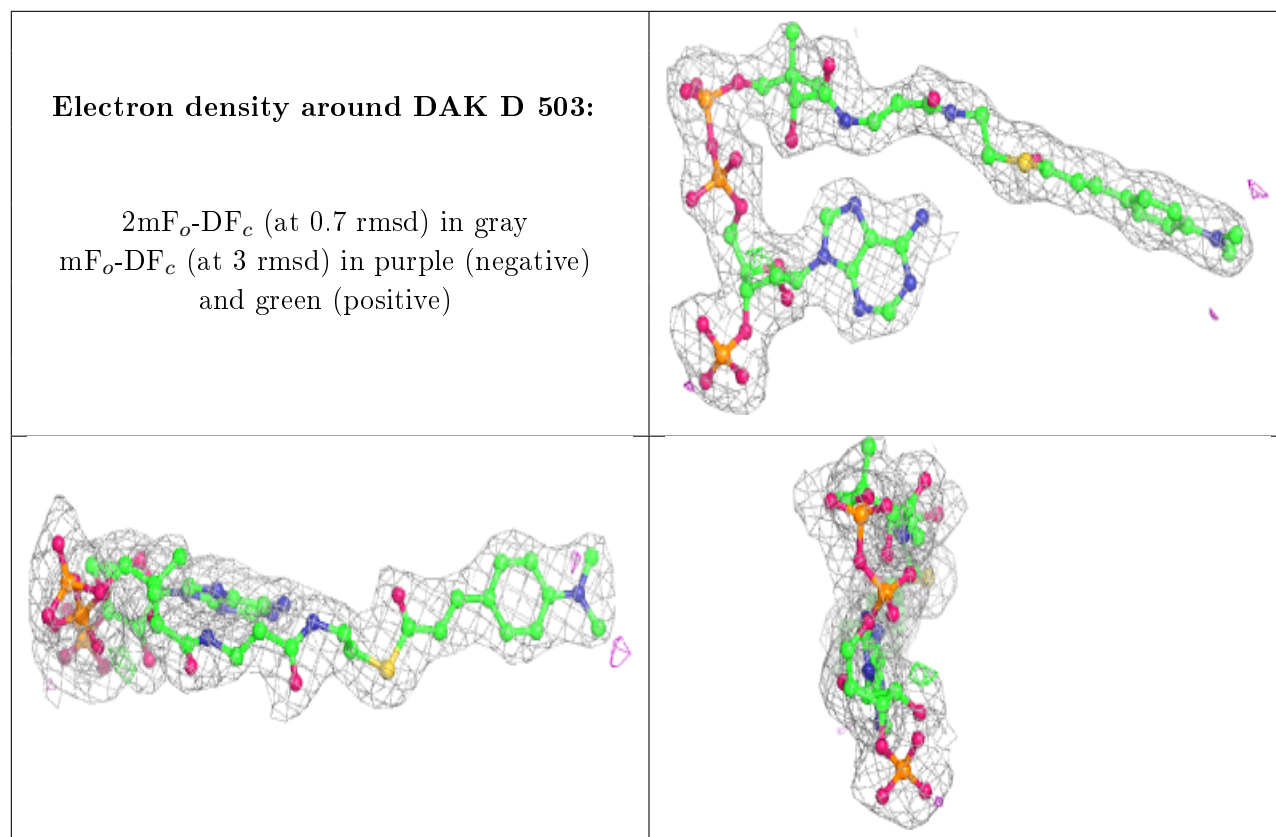 Electron density around DAK D 503:
2mFₒ-DF𝒸 (at 0.7 rmsd) in gray
mFₒ-DF𝒸 (at 3 rmsd) in purple (negative)
and green (positive)